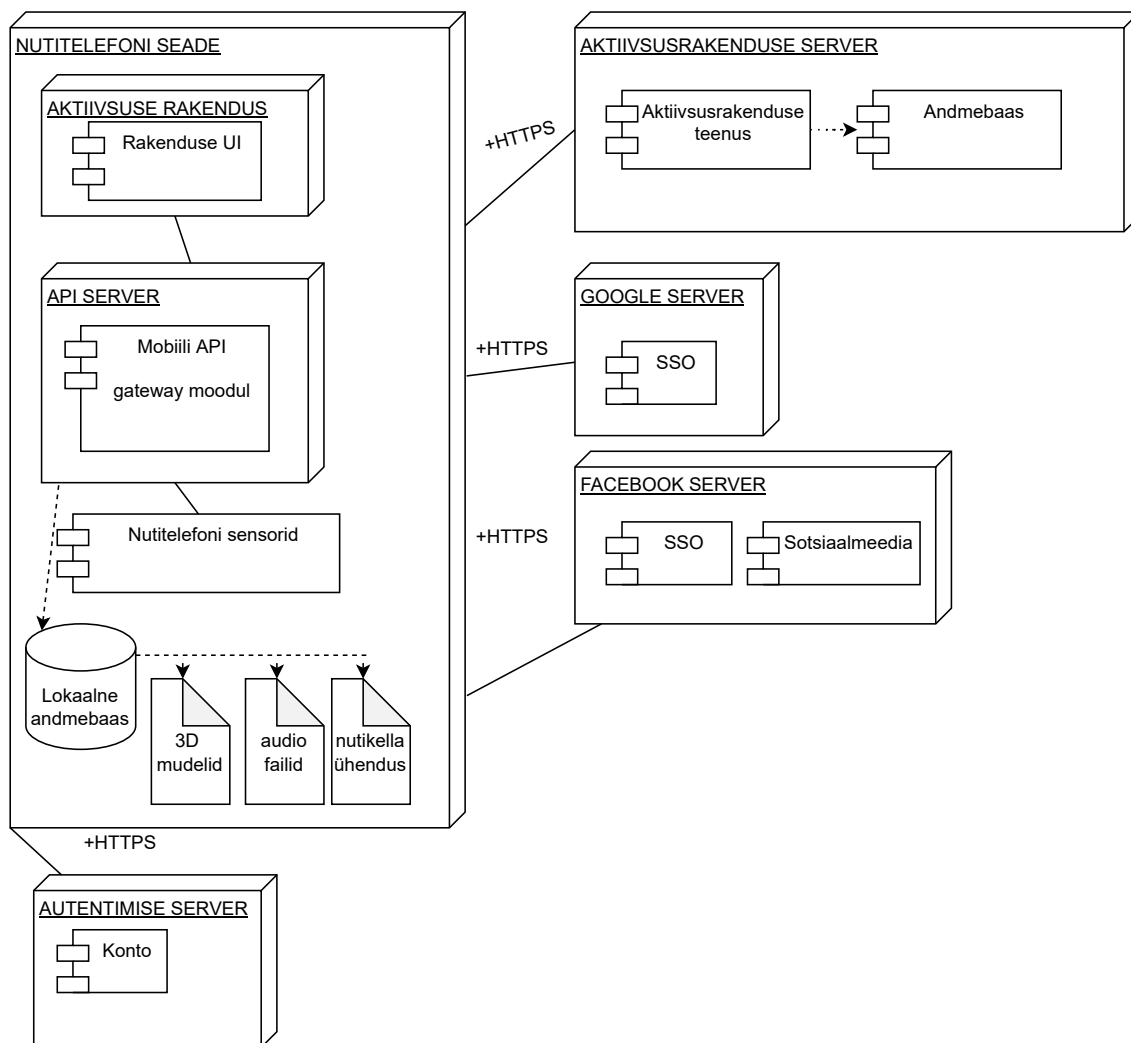 NUTITELEFONI SEADE
AKTIIVSUSE RAKENDUS
Rakenduse UI
API SERVER
Mobiili API
gateway moodul
Nutitelefoni sensorid
Lokaalne
andmebaas
3D
mudelid
audio
failid
nutikella
ühendus
+HTTPS
AKTIIVSUSRAKENDUSE SERVER
Aktiivsusrakenduse
teenus
Andmebaas
+HTTPS
GOOGLE SERVER
SSO
+HTTPS
FACEBOOK SERVER
SSO
Sotsiaalmeedia
+HTTPS
AUTENTIMISE SERVER
Konto